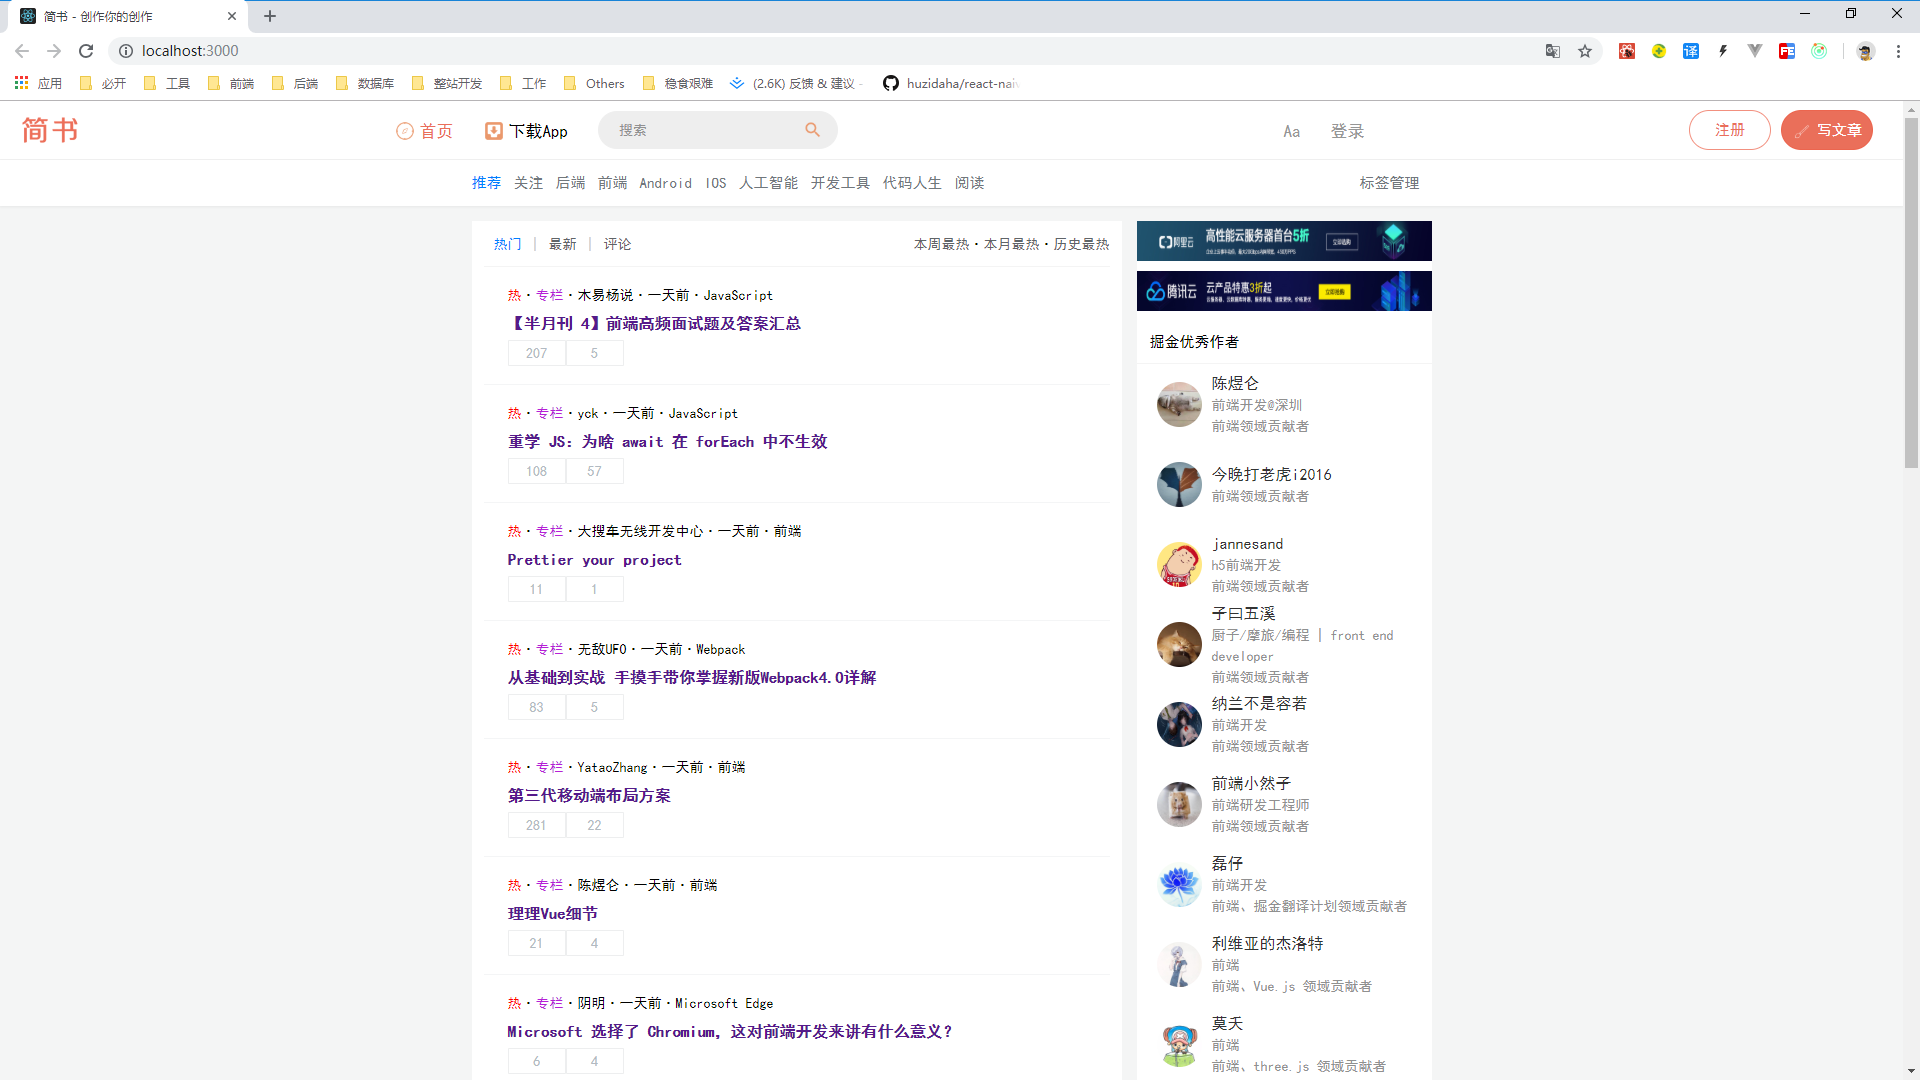 简书 - 创作你的创作
localhost:3000
应用 必开 工具 前端 后端 数据库 整站开发 工作 Others 稳食艰难 (2.6K) 反馈 & 建议 - huzidaha/react-nai
简书 首页 下载App 搜索 Aa 登录 注册 写文章
推荐 关注 后端 前端 Android IOS 人工智能 开发工具 代码人生 阅读 标签管理
热门 | 最新 | 评论 本周最热·本月最热·历史最热
热·专栏·木易杨说·一天前·JavaScript
【半月刊 4】前端高频面试题及答案汇总
207 5
热·专栏·yck·一天前·JavaScript
重学 JS: 为啥 await 在 forEach 中不生效
108 57
热·专栏·大搜车无线开发中心·一天前·前端
Prettier your project
11 1
热·专栏·无敌UFO·一天前·Webpack
从基础到实战 手摸手带你掌握新版Webpack4.0详解
83 5
热·专栏·YataoZhang·一天前·前端
第三代移动端布局方案
281 22
热·专栏·陈煜仑·一天前·前端
理理Vue细节
21 4
热·专栏·阴明·一天前·Microsoft Edge
Microsoft 选择了 Chromium, 这对前端开发来讲有什么意义?
6 4
阿里云 高性能云服务器首台5折 立即抢购
腾讯云 云产品特惠3折起 立即抢购
掘金优秀作者
陈煜仑
前端开发@深圳
前端领域贡献者
今晚打老虎i2016
前端领域贡献者
jannesand
h5前端开发
前端领域贡献者
子曰五溪
厨子/摩旅/编程 | front end
developer
前端领域贡献者
纳兰不是容若
前端开发
前端领域贡献者
前端小然子
前端研发工程师
前端领域贡献者
磊仔
前端开发
前端、掘金翻译计划领域贡献者
利维亚的杰洛特
前端
前端、Vue.js 领域贡献者
莫夭
前端
前端、three.js 领域贡献者